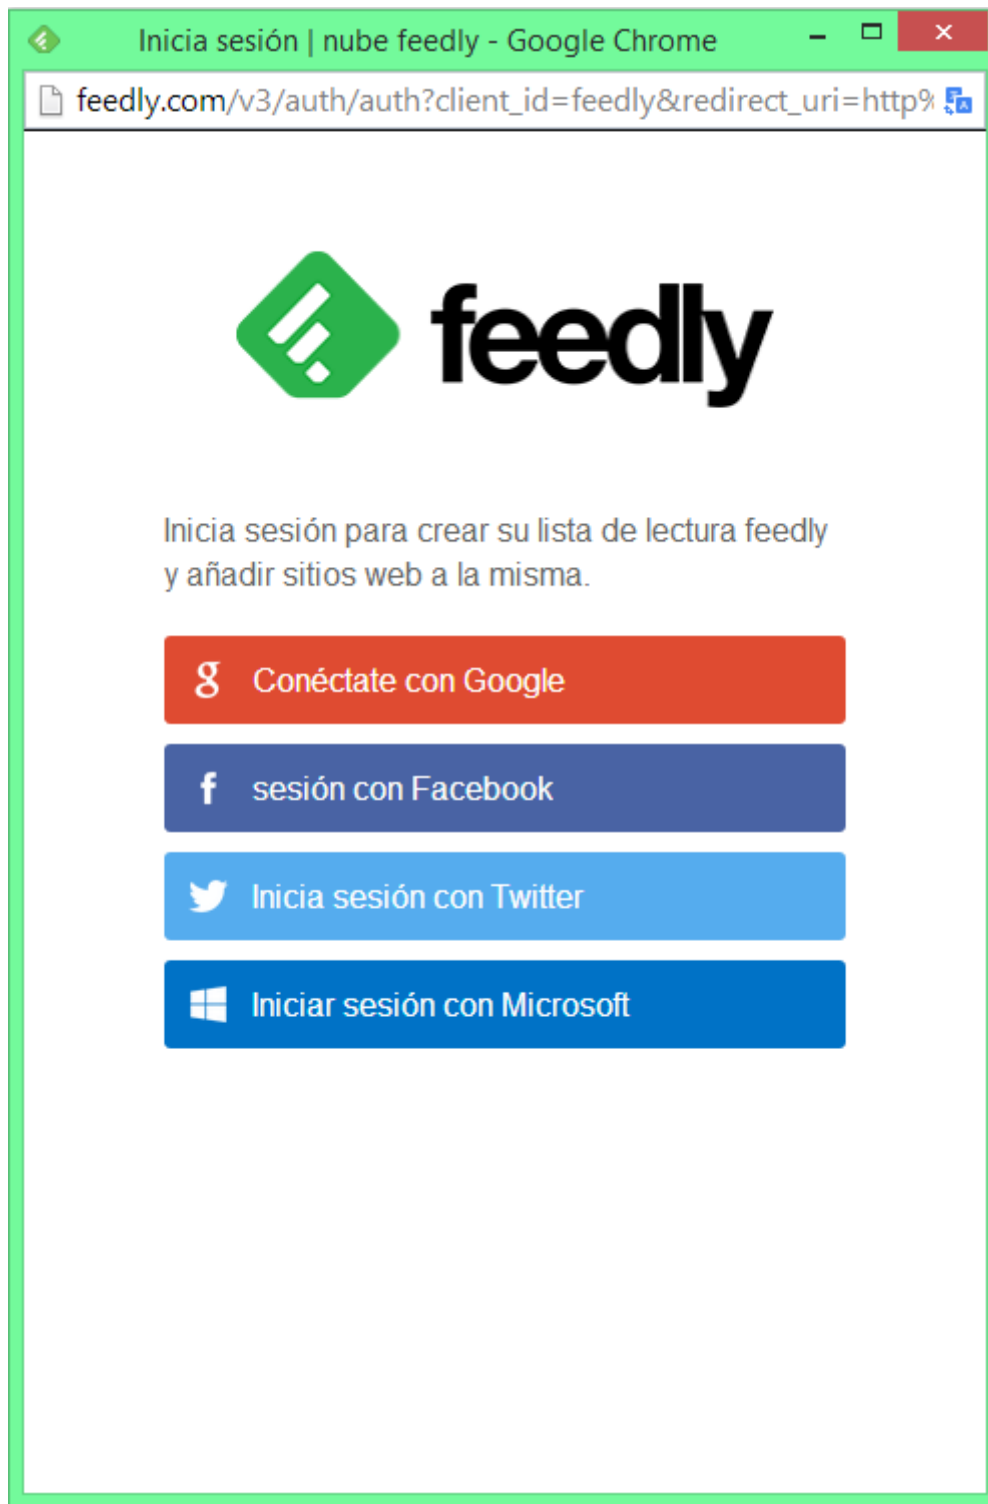 Inicia sesión | nube feedly - Google Chrome
feedly.com/v3/auth/auth?client_id=feedly&redirect_uri=http%
feedly
Inicia sesión para crear su lista de lectura feedly
y añadir sitios web a la misma.
Conéctate con Google
sesión con Facebook
Inicia sesión con Twitter
Iniciar sesión con Microsoft